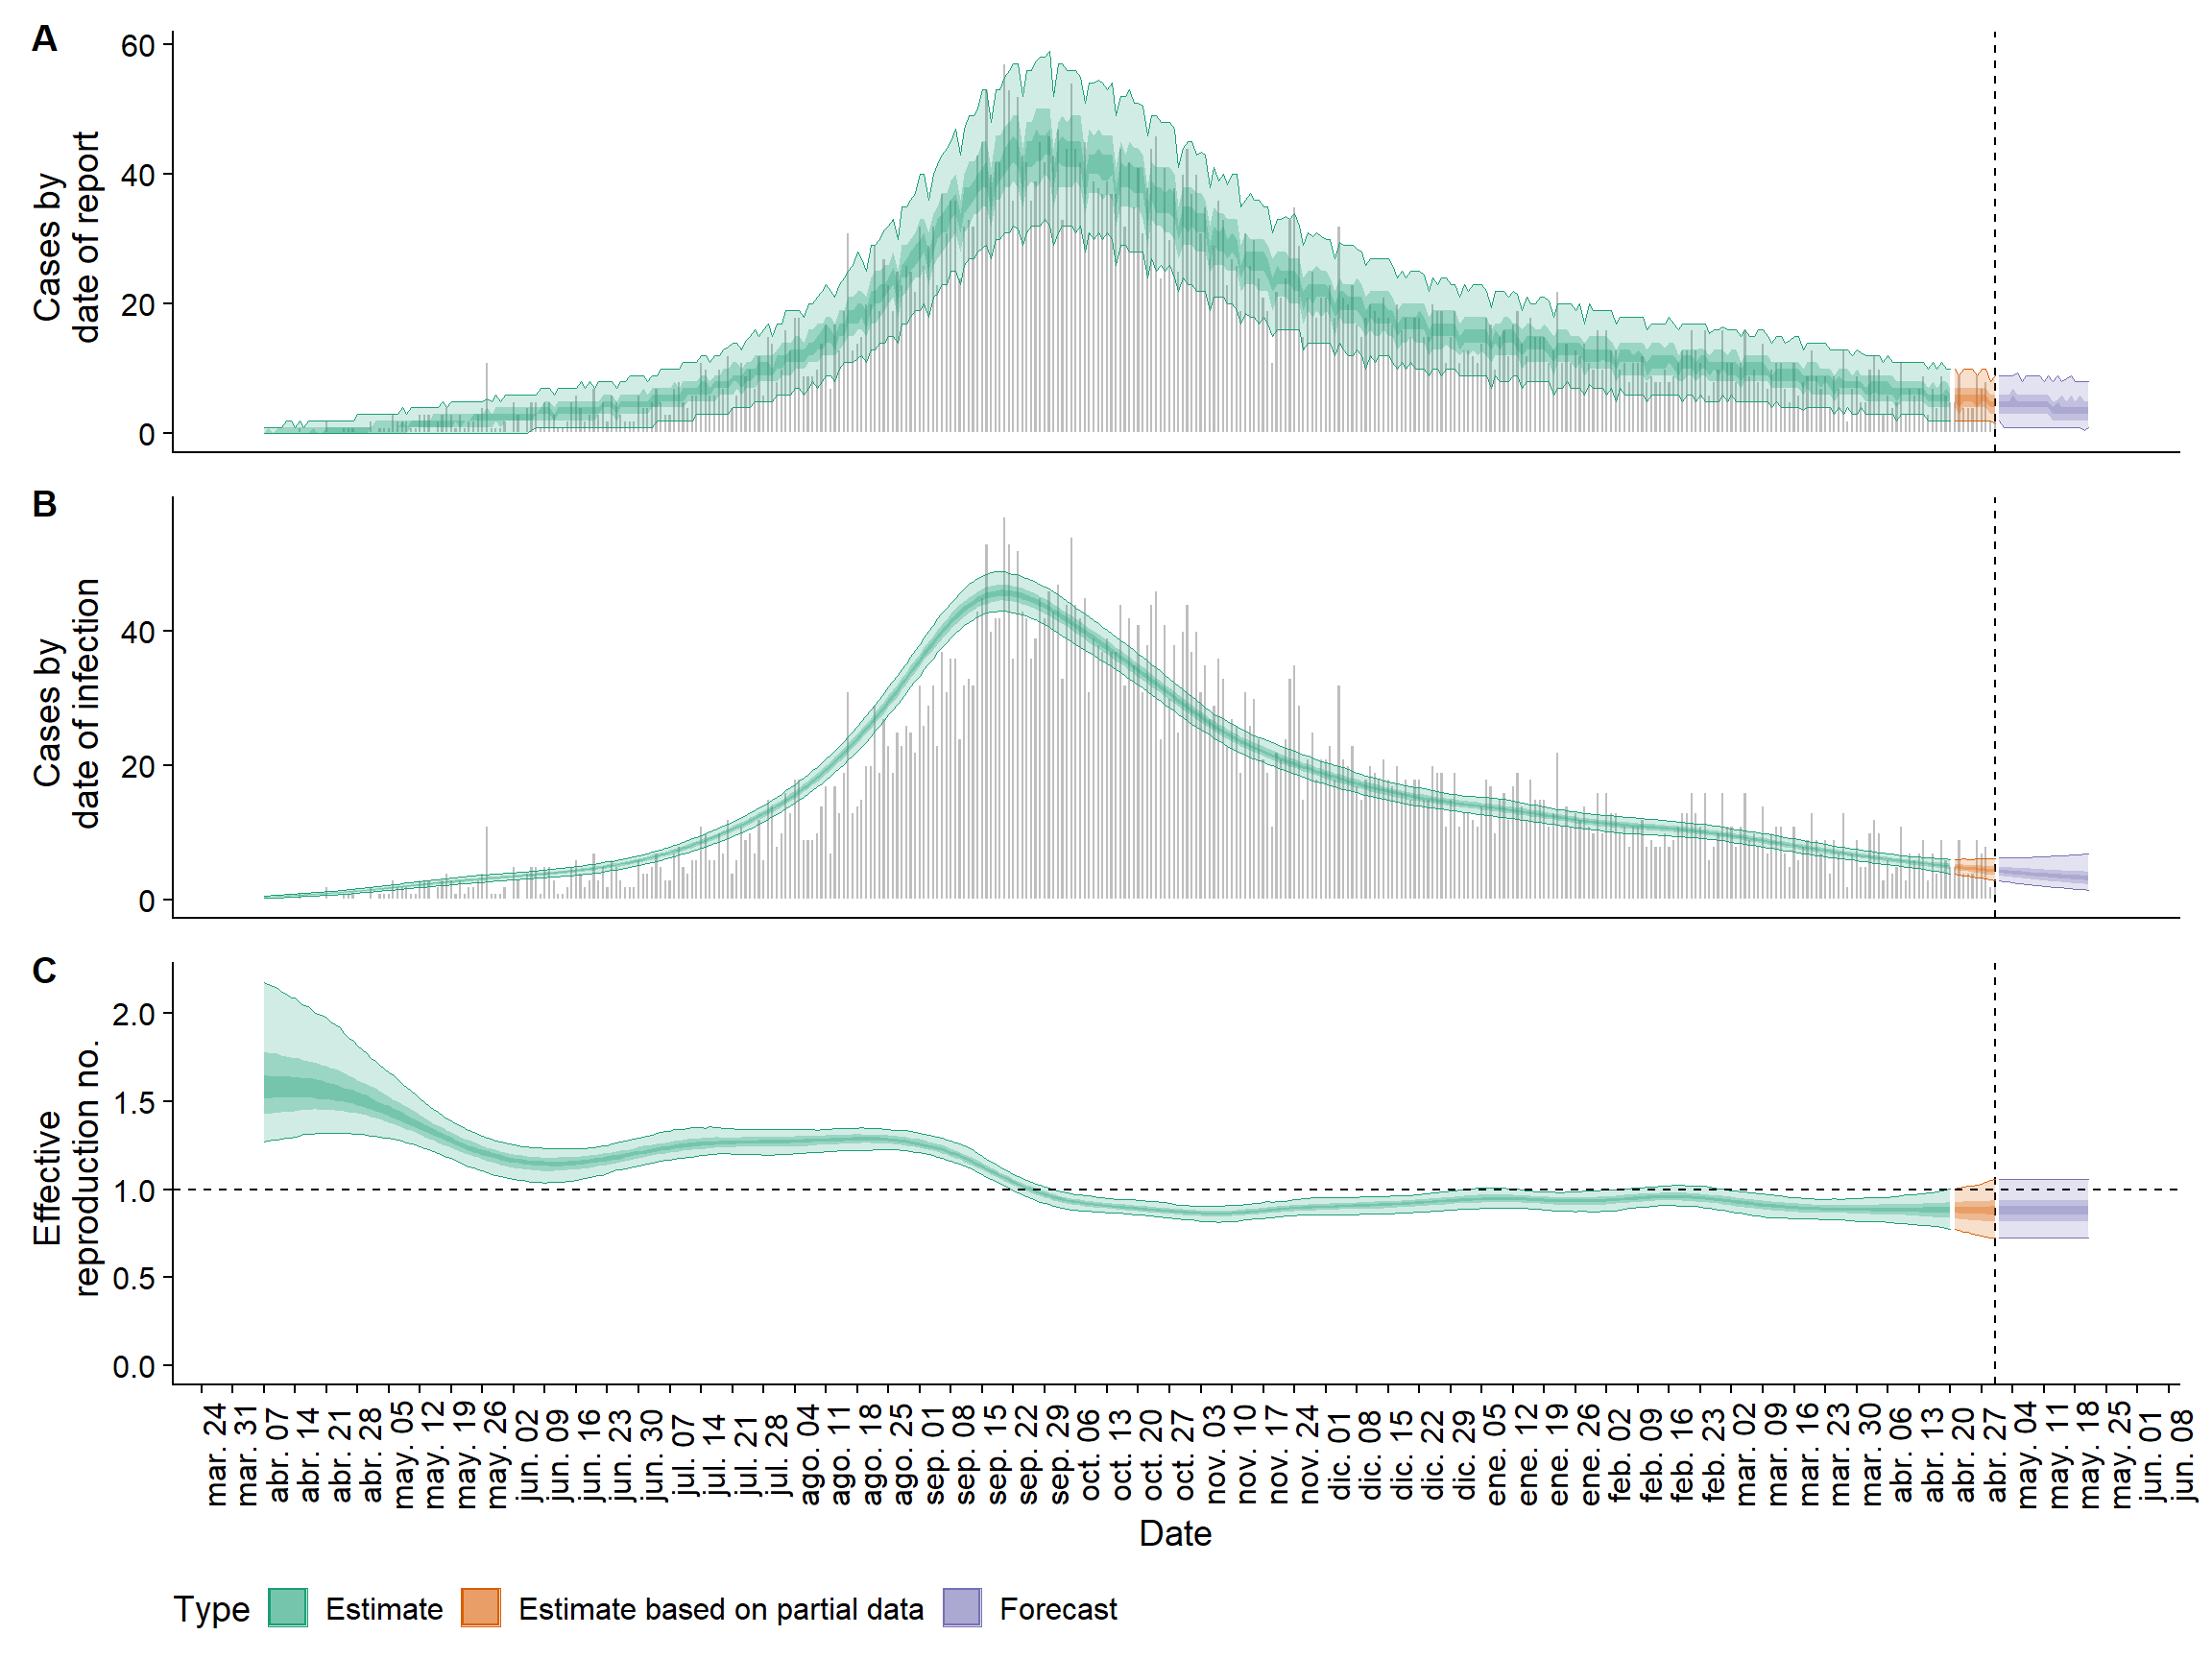 A
Cases by
date of report
60
40
20
0
B
Cases by
date of infection
40
20
0
C
Effective
reproduction no.
2.0
1.5
1.0
0.5
0.0
mar. 24
mar. 31
abr. 07
abr. 14
abr. 21
abr. 28
may. 05
may. 12
may. 19
may. 26
jun. 02
jun. 09
jun. 16
jun. 23
jun. 30
jul. 07
jul. 14
jul. 21
jul. 28
ago. 04
ago. 11
ago. 18
ago. 25
sep. 01
sep. 08
sep. 15
sep. 22
sep. 29
oct. 06
oct. 13
oct. 20
oct. 27
nov. 03
nov. 10
nov. 17
nov. 24
dic. 01
dic. 08
dic. 15
dic. 22
dic. 29
ene. 05
ene. 12
ene. 19
ene. 26
feb. 02
feb. 09
feb. 16
feb. 23
mar. 02
mar. 09
mar. 16
mar. 23
mar. 30
abr. 06
abr. 13
abr. 20
abr. 27
may. 04
may. 11
may. 18
may. 25
jun. 01
jun. 08
Date
Type Estimate Estimate based on partial data Forecast